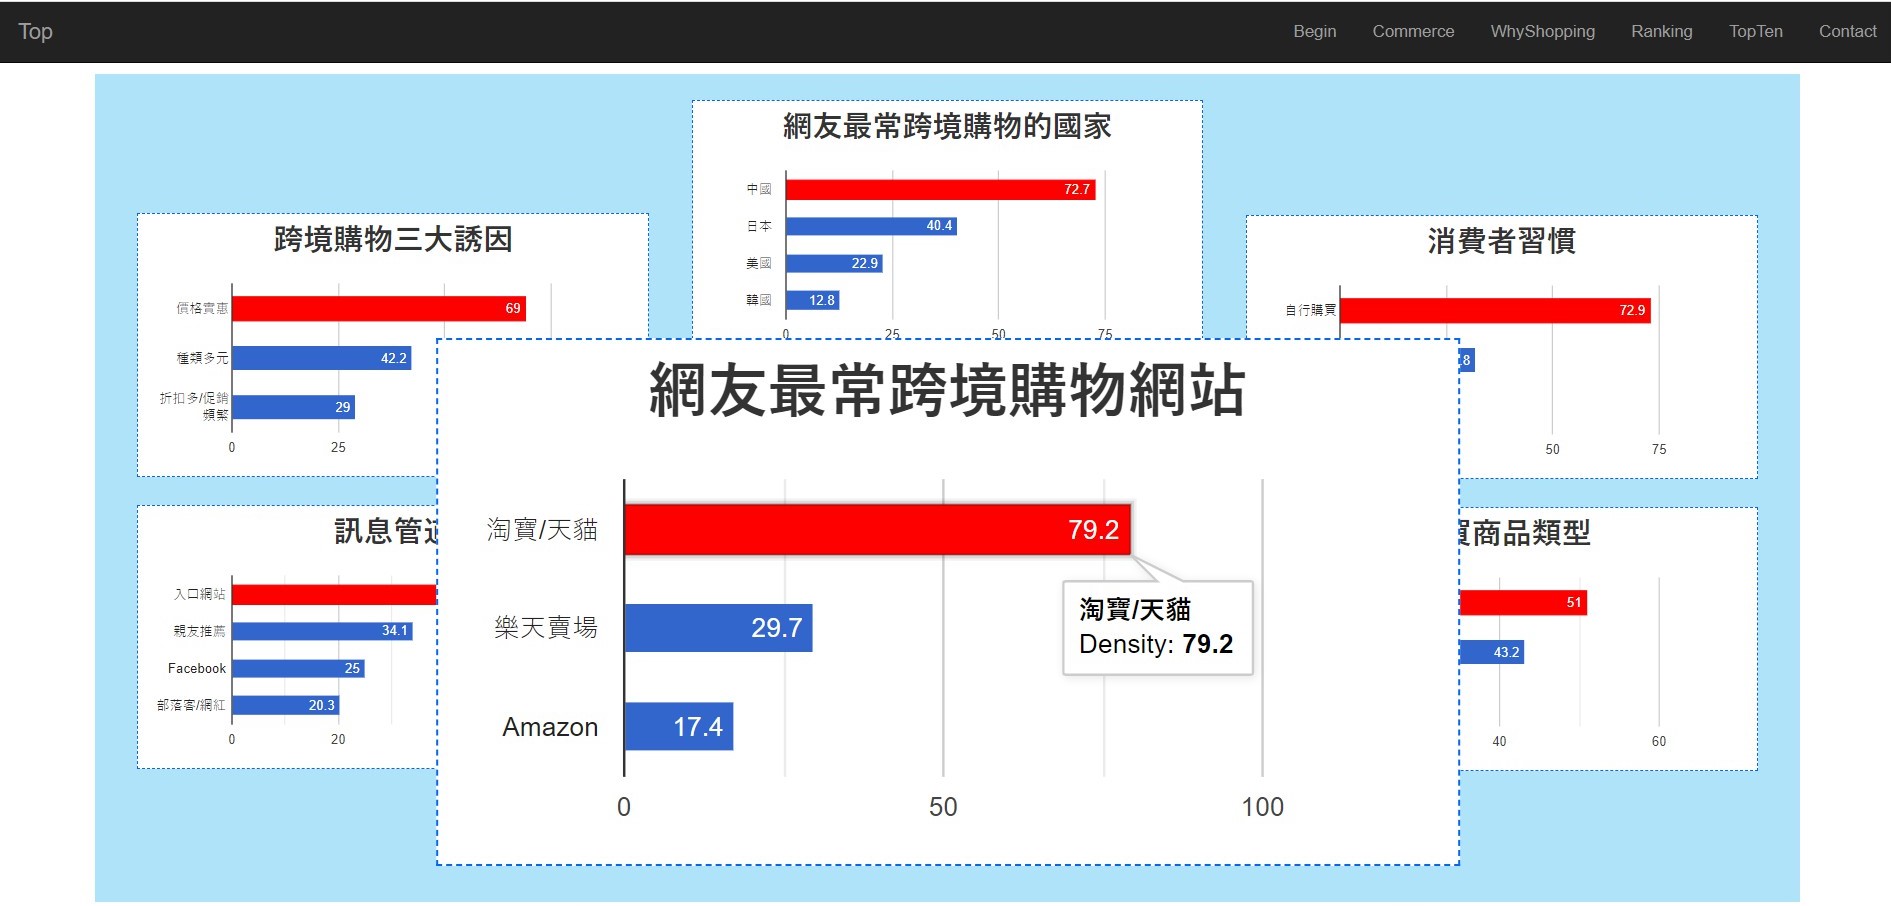 Top
Begin
Commerce
WhyShopping
Ranking
TopTen
Contact
網友最常跨境購物的國家
中國
72.7
日本
40.4
美國
22.9
韓國
12.8
0
25
50
75
跨境購物三大誘因
價格實惠
69
種類多元
42.2
折扣多/促銷
頻繁
29
0
25
消費者習慣
自行購買
72.9
8
50
75
網友最常跨境購物網站
淘寶/天貓
79.2
樂天賣場
29.7
Amazon
17.4
0
50
100
淘寶/天貓
Density: 79.2
訊息管
入口網站
親友推薦
34.1
Facebook
25
部落客/網紅
20.3
0
20
商品類型
51
43.2
40
60